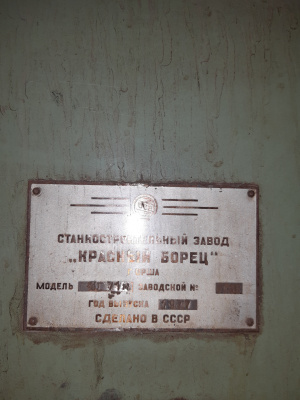 СТАНКОСТРОИТЕЛЬНЫЙ ЗАВОД
„КРАСНЫЙ БОРЕЦ"
ОРША
МОДЕЛЬ ЗАВОДСКОЙ №
ГОД ВЫПУСКА
СДЕЛАНО В СССР